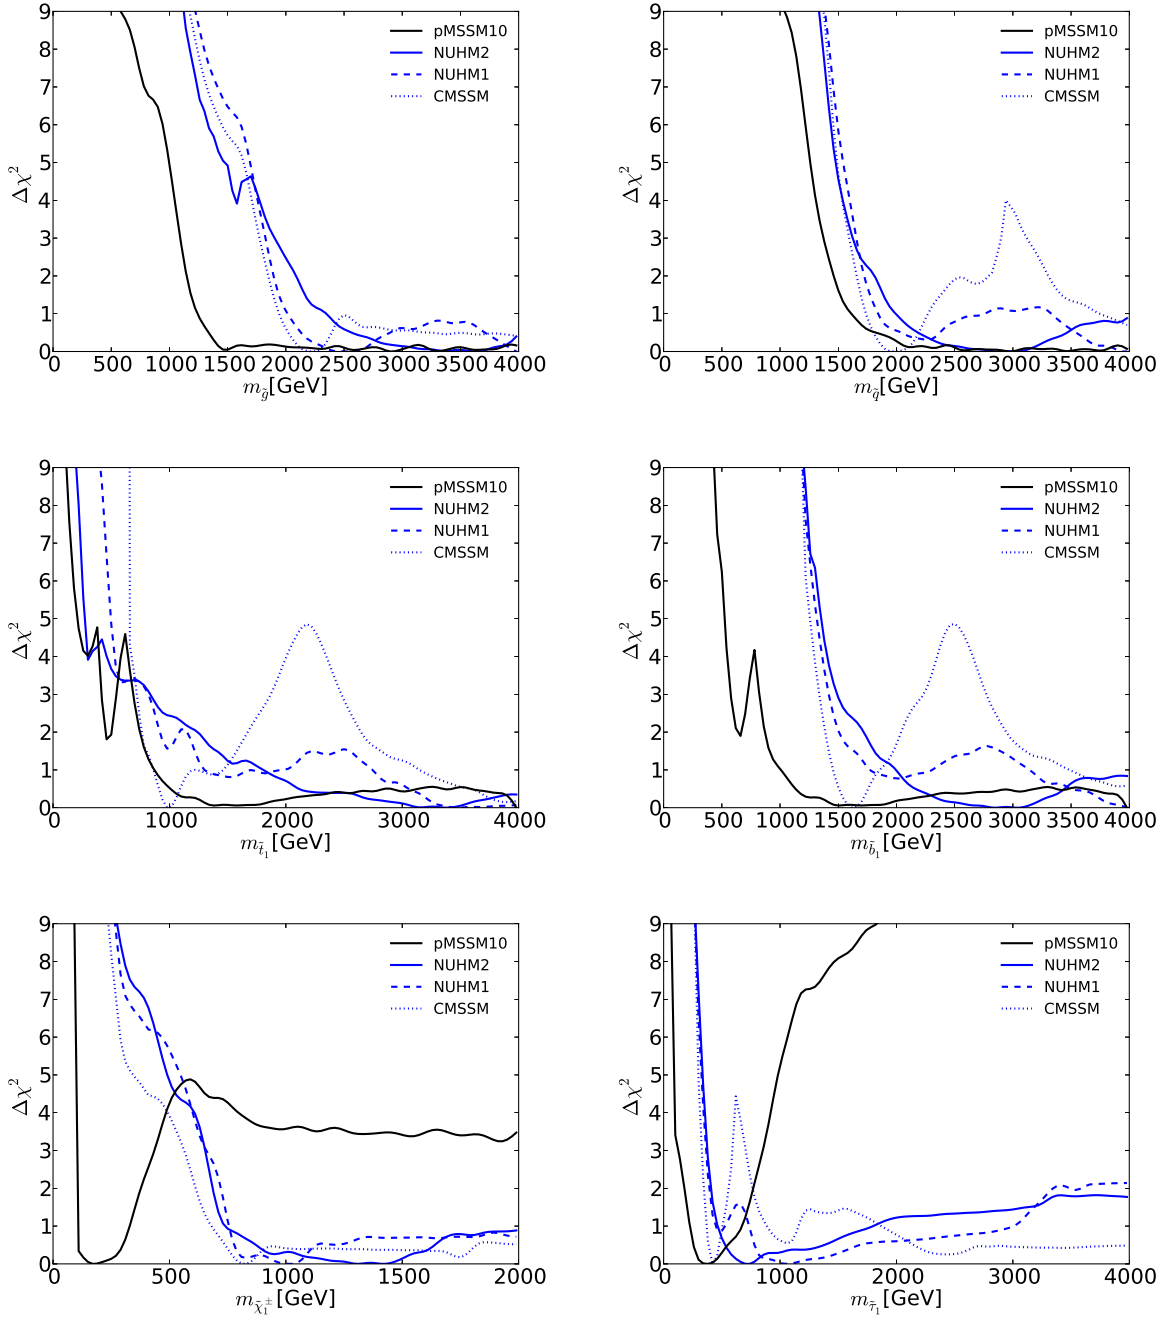 9
8
7
6
5
4
3
2
1
0
Δχ²
0 500 1000 1500 2000 2500 3000 3500 4000
m_g̃[GeV]
pMSSM10
NUHM2
NUHM1
CMSSM
9
8
7
6
5
4
3
2
1
0
Δχ²
0 500 1000 1500 2000 2500 3000 3500 4000
m_q̃[GeV]
pMSSM10
NUHM2
NUHM1
CMSSM
9
8
7
6
5
4
3
2
1
0
Δχ²
0 1000 2000 3000 4000
m_t̃₁[GeV]
pMSSM10
NUHM2
NUHM1
CMSSM
9
8
7
6
5
4
3
2
1
0
Δχ²
0 500 1000 1500 2000 2500 3000 3500 4000
m_b̃₁[GeV]
pMSSM10
NUHM2
NUHM1
CMSSM
9
8
7
6
5
4
3
2
1
0
Δχ²
0 500 1000 1500 2000
m_χ̃₁±[GeV]
pMSSM10
NUHM2
NUHM1
CMSSM
9
8
7
6
5
4
3
2
1
0
Δχ²
0 1000 2000 3000 4000
m_τ̃₁[GeV]
pMSSM10
NUHM2
NUHM1
CMSSM